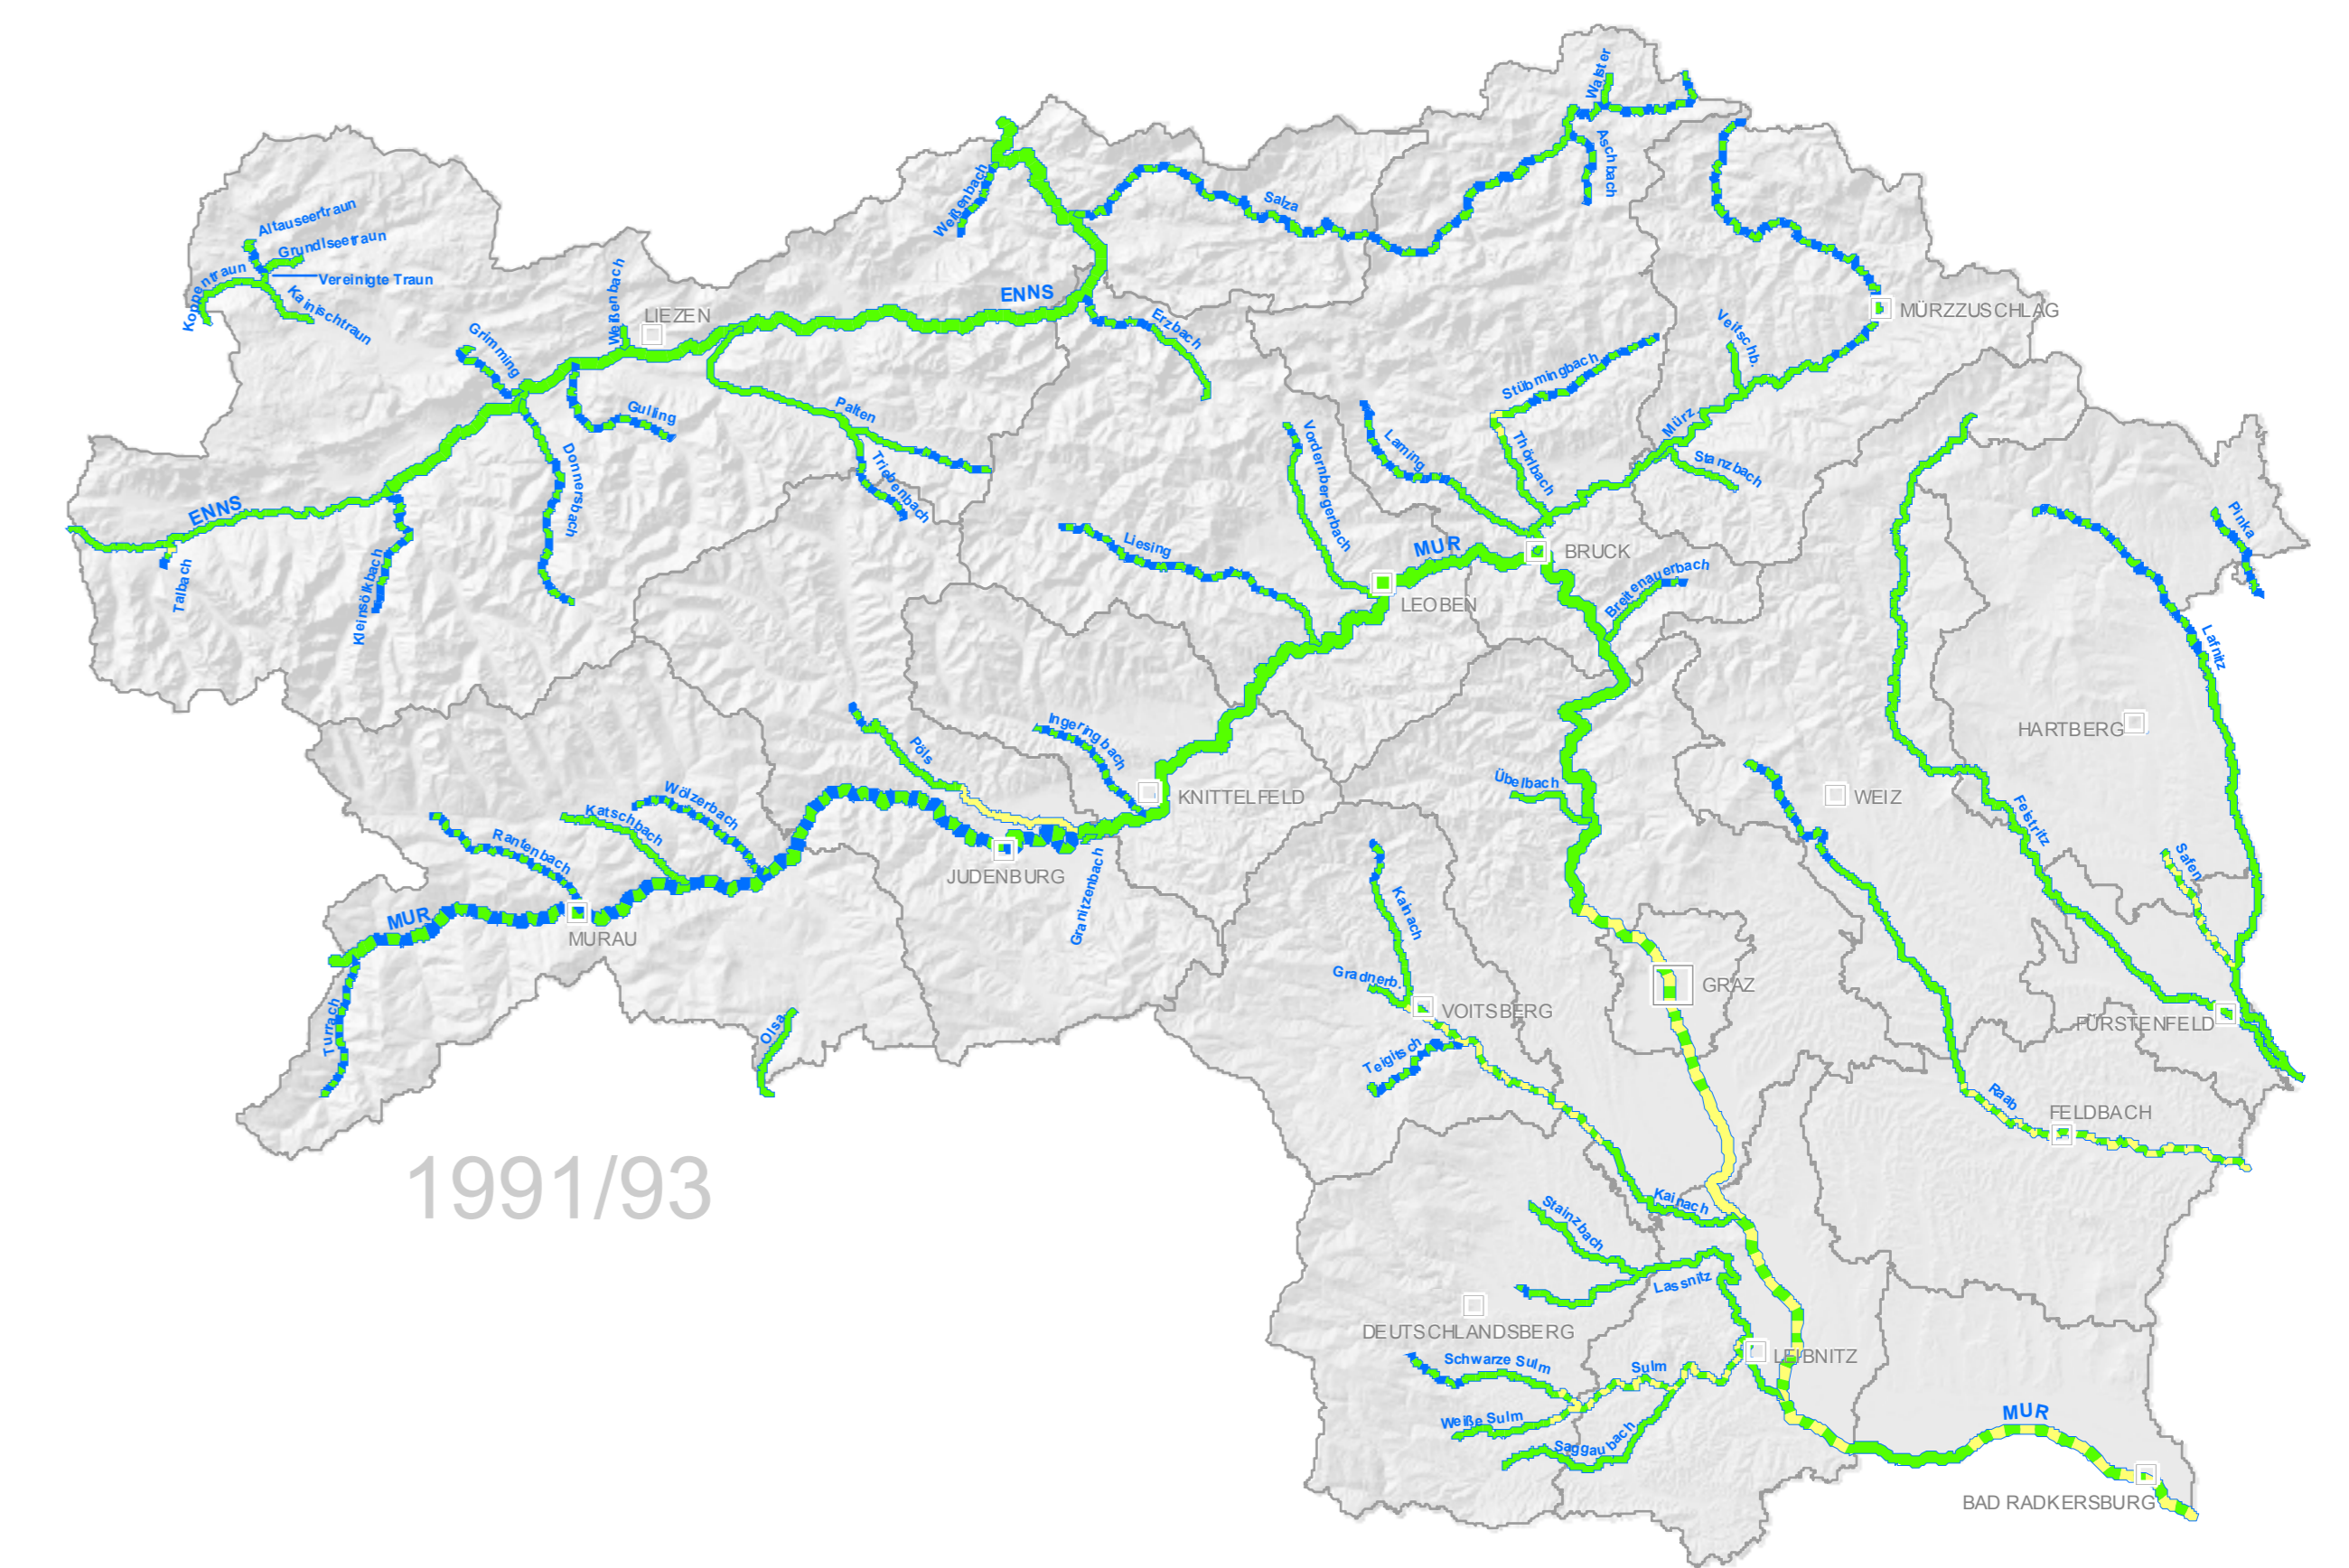 Walster
Aschbach
Weißenbach
Salza
Altauseertraun
Grundlseetraun
Koppentraun
Vereinigte Traun
Kainischtraun
Weißenbach
LIEZEN
ENNS
Erzbach
MÜRZZUSCHLAG
Grimming
Veitschb.
Stübmingbach
Gulling
Palten
Mürz
Laming
Vordernbergerbach
Thörlbach
Stanzbach
Donnersbach
Triebenbach
ENNS
Pinka
Liesing
MUR
BRUCK
Talbach
Kleinsölkbach
Breitenauerbach
LEOBEN
Lafnitz
HARTBERG
Ingeringbach
Pöls
Übelbach
KNITTELFELD
WEIZ
Wölzerbach
Katschbach
Rantenbach
Feistritz
Safen
JUDENBURG
Granitzenbach
Kainach
MUR
MURAU
Gradnerb.
GRAZ
VOITSBERG
FÜRSTENFELD
Turrach
Olsa
Teigitsch
Raab
FELDBACH
1991/93
Kainach
Stainzbach
Lassnitz
DEUTSCHLANDSBERG
LEIBNITZ
Schwarze Sulm
Sulm
Weiße Sulm
Saggaubach
MUR
BAD RADKERSBURG